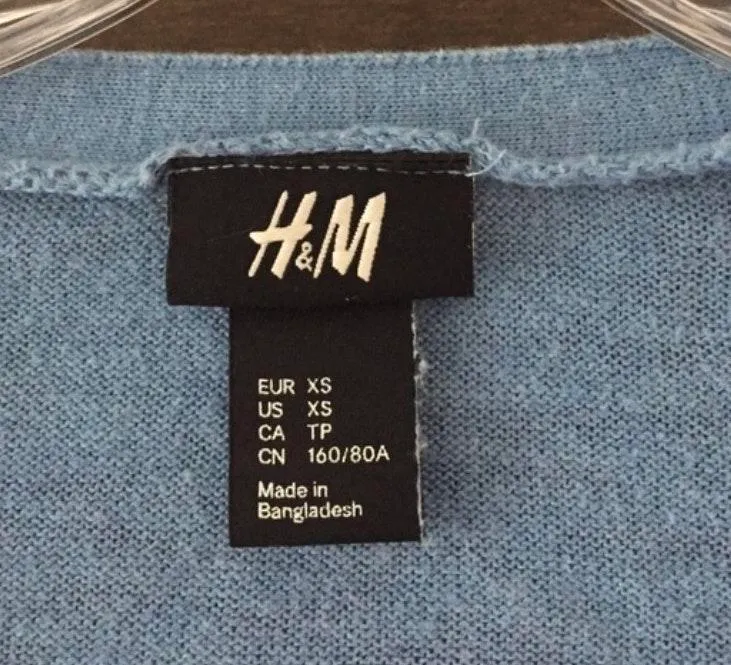 H&M
EUR XS
US XS
CA TP
CN 160/80A
Made in
Bangladesh